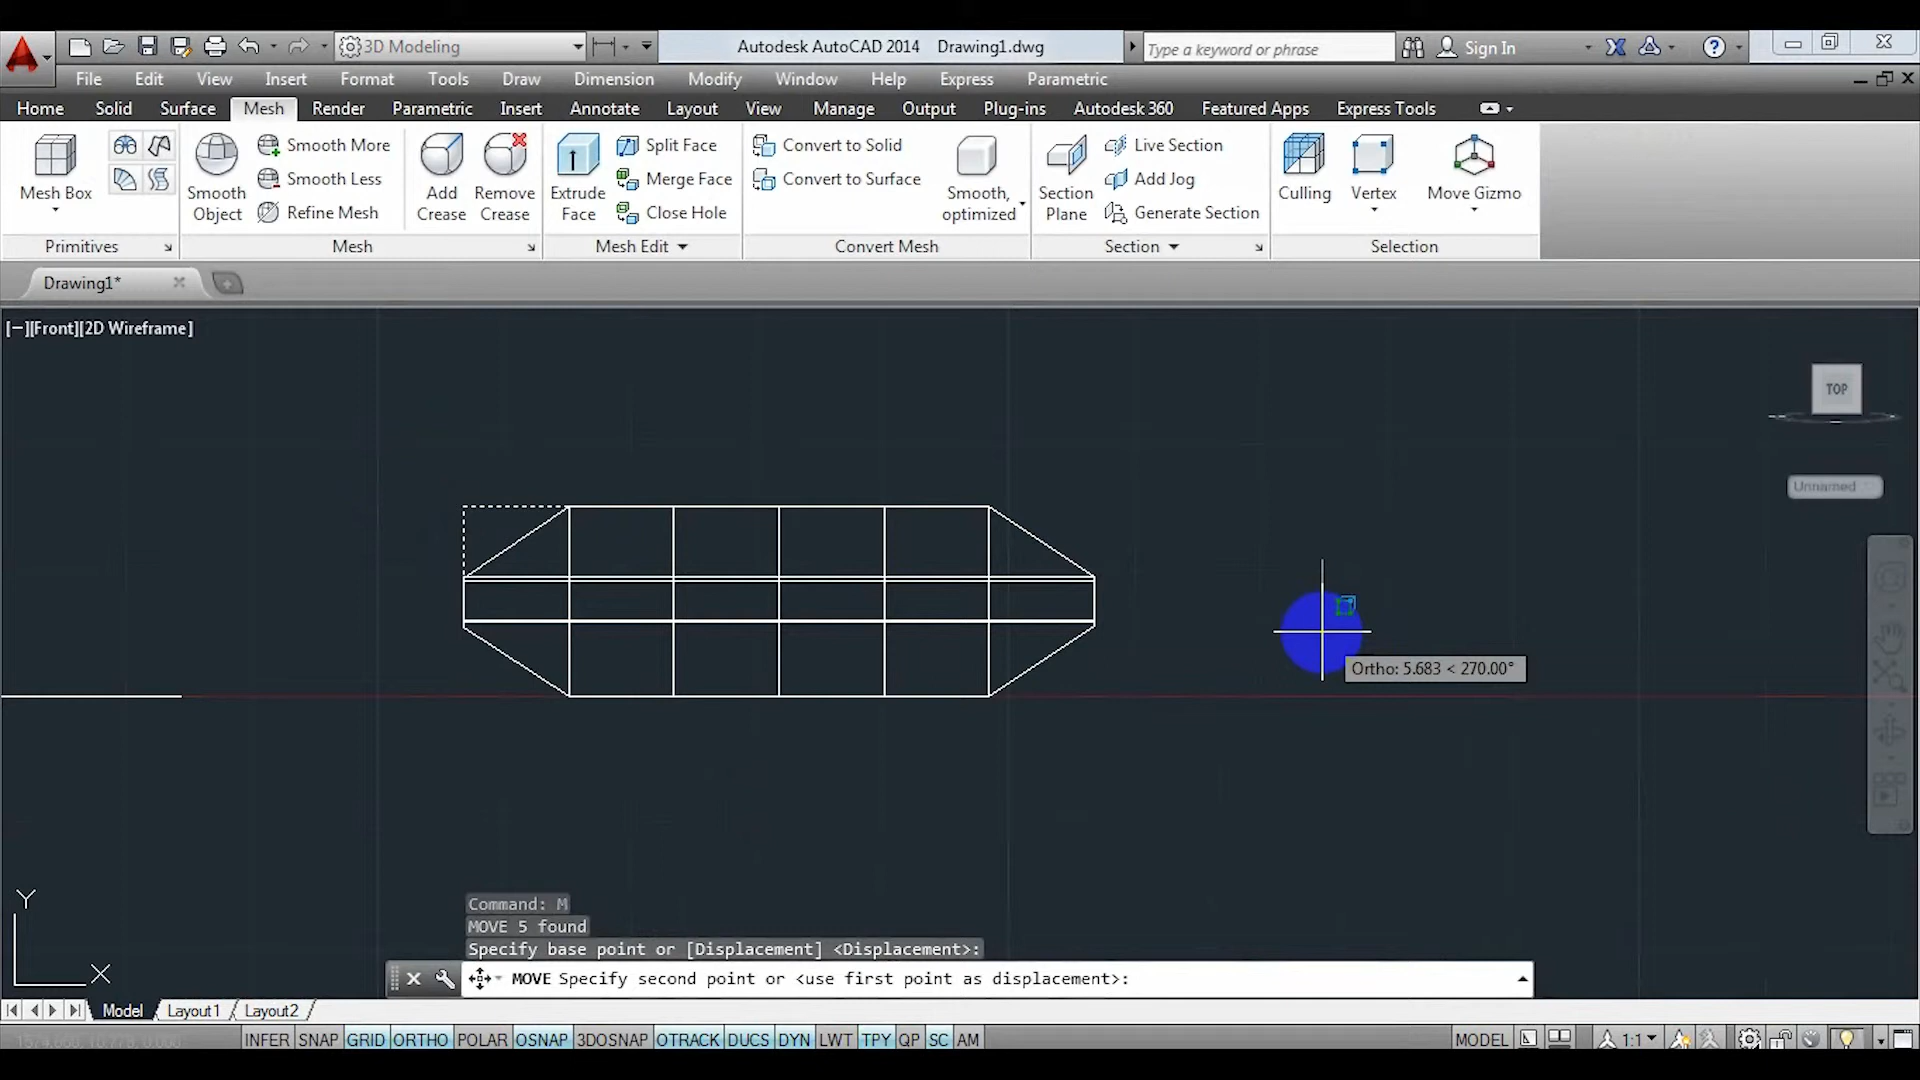 3D Modeling Autodesk AutoCAD 2014 Drawing1.dwg Type a keyword or phrase Sign In
File Edit View Insert Format Tools Draw Dimension Modify Window Help Express Parametric
Home Solid Surface Mesh Render Parametric Insert Annotate Layout View Manage Output Plug-ins Autodesk 360 Featured Apps Express Tools
Smooth More Split Face Convert to Solid Live Section
Smooth Less Merge Face Convert to Surface Add Jog
Mesh Box Smooth Object Add Crease Remove Crease Extrude Face Smooth, optimized Section Plane Culling Vertex Move Gizmo
Refine Mesh Close Hole Generate Section
Primitives Mesh Mesh Edit Convert Mesh Section Selection
Drawing1*
[−][Front][2D Wireframe]
TOP
Unnamed
Ortho: 5.683 < 270.00°
Y
X
Command: M
MOVE 5 found
Specify base point or [Displacement] <Displacement>:
MOVE Specify second point or <use first point as displacement>:
Model Layout1 Layout2
INFER SNAP GRID ORTHO POLAR OSNAP 3DOSNAP OTRACK DUCS DYN LWT TPY QP SC AM MODEL 1:1